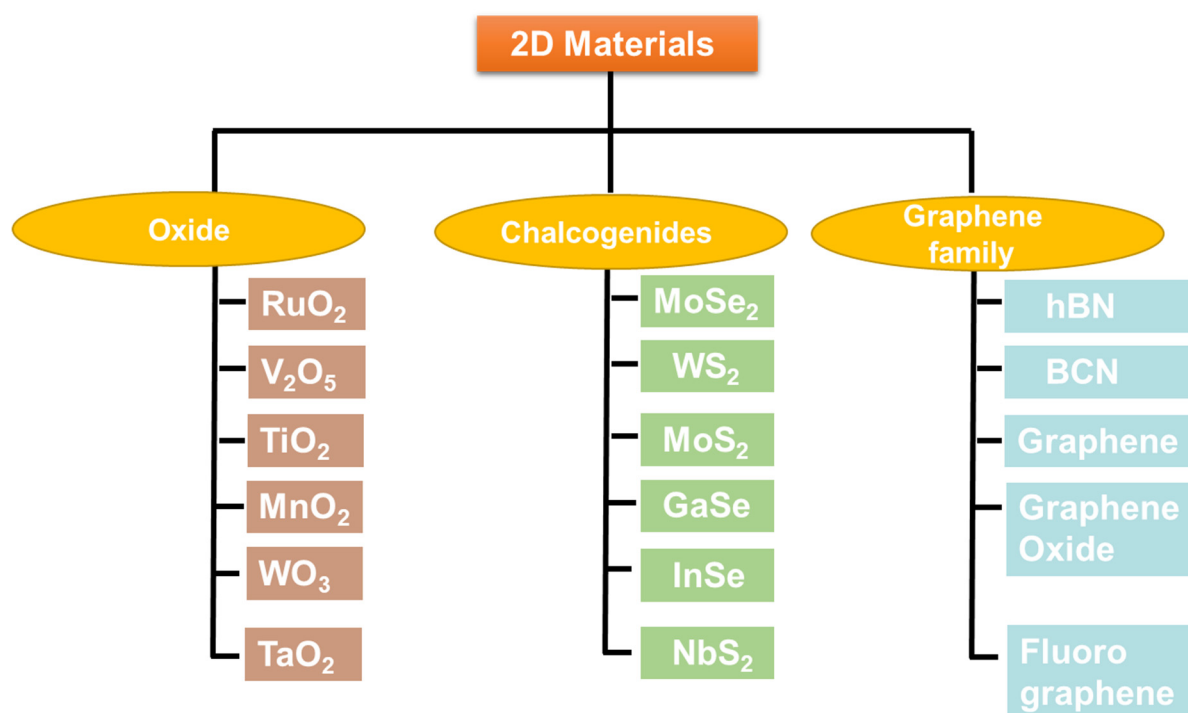 2D Materials
Oxide
RuO₂
V₂O₅
TiO₂
MnO₂
WO₃
TaO₂
Chalcogenides
MoSe₂
WS₂
MoS₂
GaSe
InSe
NbS₂
Graphene
family
hBN
BCN
Graphene
Graphene
Oxide
Fluoro
graphene